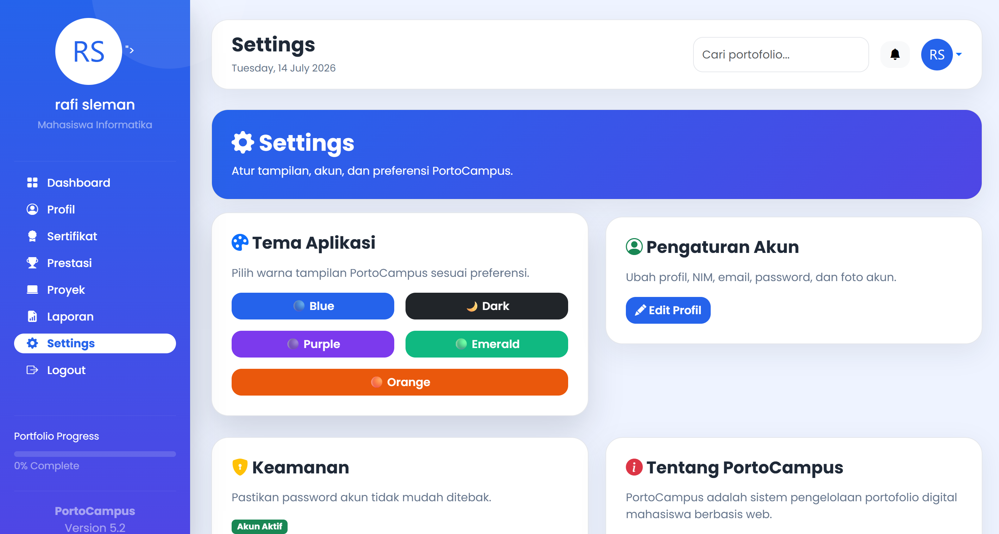 RS
">
rafi sleman
Mahasiswa Informatika
Dashboard
Profil
Sertifikat
Prestasi
Proyek
Laporan
Settings
Logout
Portfolio Progress
0% Complete
PortoCampus
Version 5.2
Settings
Tuesday, 14 July 2026
Cari portofolio...
RS
Settings
Atur tampilan, akun, dan preferensi PortoCampus.
Tema Aplikasi
Pilih warna tampilan PortoCampus sesuai preferensi.
Blue
Dark
Purple
Emerald
Orange
Pengaturan Akun
Ubah profil, NIM, email, password, dan foto akun.
Edit Profil
Keamanan
Pastikan password akun tidak mudah ditebak.
Akun Aktif
Tentang PortoCampus
PortoCampus adalah sistem pengelolaan portofolio digital
mahasiswa berbasis web.